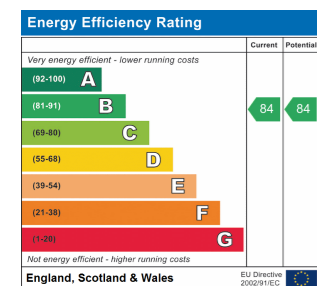 Energy Efficiency Rating
Current Potential
Very energy efficient - lower running costs
(92-100) A
(81-91) B 84 84
(69-80) C
(55-68) D
(39-54) E
(21-38) F
(1-20) G
Not energy efficient - higher running costs
England, Scotland & Wales
EU Directive
2002/91/EC